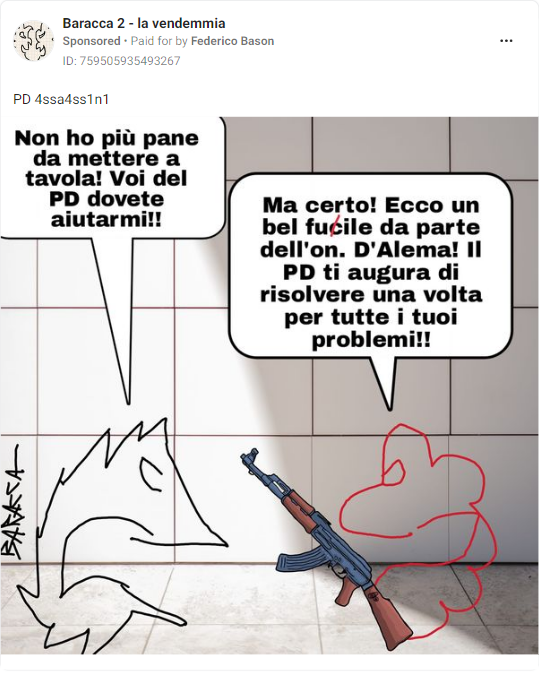 Baracca 2 - la vendemmia
Sponsored • Paid for by Federico Bason
ID: 759505935493267
PD 4ssa4ss1n1
Non ho più pane
da mettere a
tavola! Voi del
PD dovete
aiutarmi!!
Ma certo! Ecco un
bel fucile da parte
dell'on. D'Alema! Il
PD ti augura di
risolvere una volta
per tutte i tuoi
problemi!!
BARACCA